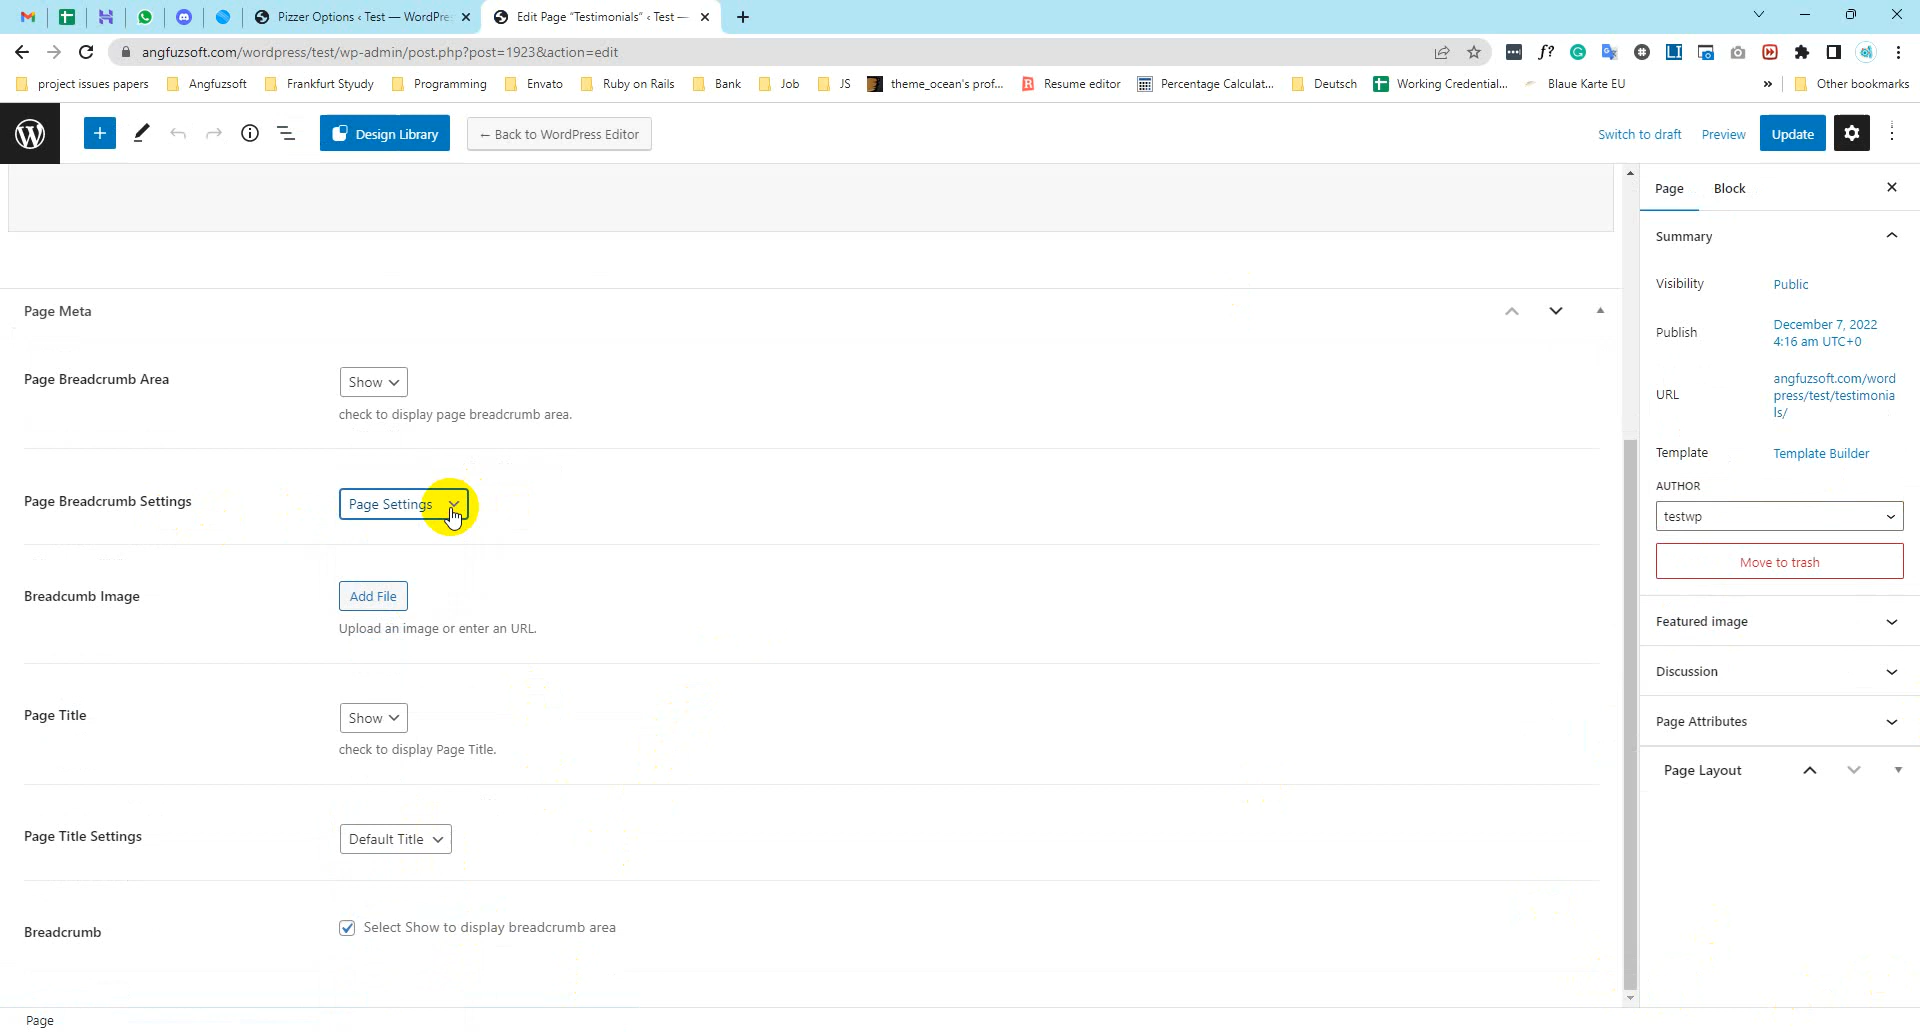 Pizzer Options ‹ Test — WordPre
Edit Page "Testimonials" ‹ Test —
angfuzsoft.com/wordpress/test/wp-admin/post.php?post=1923&action=edit
project issues papers
Angfuzsoft
Frankfurt Styudy
Programming
Envato
Ruby on Rails
Bank
Job
JS
theme_ocean's prof...
Resume editor
Percentage Calculat...
Deutsch
Working Credential...
Blaue Karte EU
»
Other bookmarks
Design Library
← Back to WordPress Editor
Switch to draft
Preview
Update
Page
Block
Summary
Visibility
Public
Publish
December 7, 2022
4:16 am UTC+0
URL
angfuzsoft.com/word
press/test/testimonia
ls/
Template
Template Builder
AUTHOR
testwp
Move to trash
Featured image
Discussion
Page Attributes
Page Layout
Page Meta
Page Breadcrumb Area
Show
check to display page breadcrumb area.
Page Breadcrumb Settings
Page Settings
Breadcumb Image
Add File
Upload an image or enter an URL.
Page Title
Show
check to display Page Title.
Page Title Settings
Default Title
Breadcrumb
Select Show to display breadcrumb area
Page